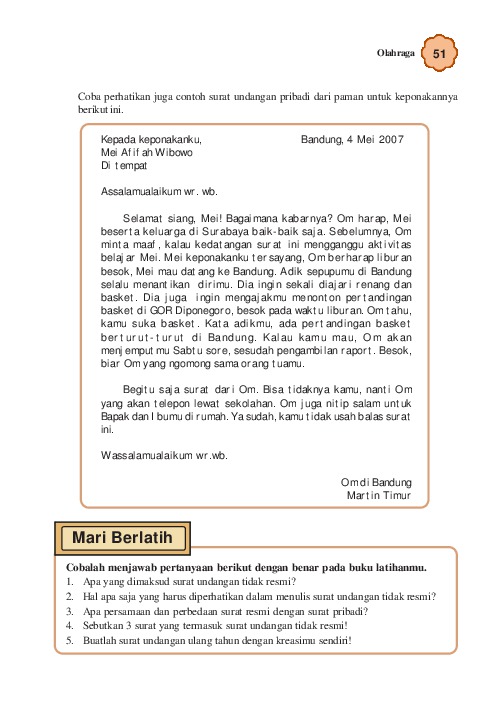 Olahraga 51
Coba perhatikan juga contoh surat undangan pribadi dari paman untuk keponakannya
berikut ini.
Kepada keponakanku, Bandung, 4 Mei 2007
Mei Afifah Wibowo
Di tempat
Assalamualaikum wr. wb.
Selamat siang, Mei! Bagaimana kabarnya? Om harap, Mei
beserta keluarga di Surabaya baik-baik saja. Sebelumnya, Om
minta maaf, kalau kedatangan surat ini mengganggu aktivitas
belajar Mei. Mei keponakanku tersayang, Om berharap liburan
besok, Mei mau datang ke Bandung. Adik sepupumu di Bandung
selalu menantikan dirimu. Dia ingin sekali diajari renang dan
basket. Dia juga ingin mengajakmu menonton pertandingan
basket di GOR Diponegoro, besok pada waktu liburan. Om tahu,
kamu suka basket. Kata adikmu, ada pertandingan basket
berturut-turut di Bandung. Kalau kamu mau, Om akan
menjemputmu Sabtu sore, sesudah pengambilan raport. Besok,
biar Om yang ngomong sama orang tuamu.
Begitu saja surat dari Om. Bisa tidaknya kamu, nanti Om
yang akan telepon lewat sekolahan. Om juga nitip salam untuk
Bapak dan Ibumu di rumah. Ya sudah, kamu tidak usah balas surat
ini.
Wassalamualaikum wr.wb.
Om di Bandung
Martin Timur
Mari Berlatih
Cobalah menjawab pertanyaan berikut dengan benar pada buku latihanmu.
1. Apa yang dimaksud surat undangan tidak resmi?
2. Hal apa saja yang harus diperhatikan dalam menulis surat undangan tidak resmi?
3. Apa persamaan dan perbedaan surat resmi dengan surat pribadi?
4. Sebutkan 3 surat yang termasuk surat undangan tidak resmi!
5. Buatlah surat undangan ulang tahun dengan kreasimu sendiri!